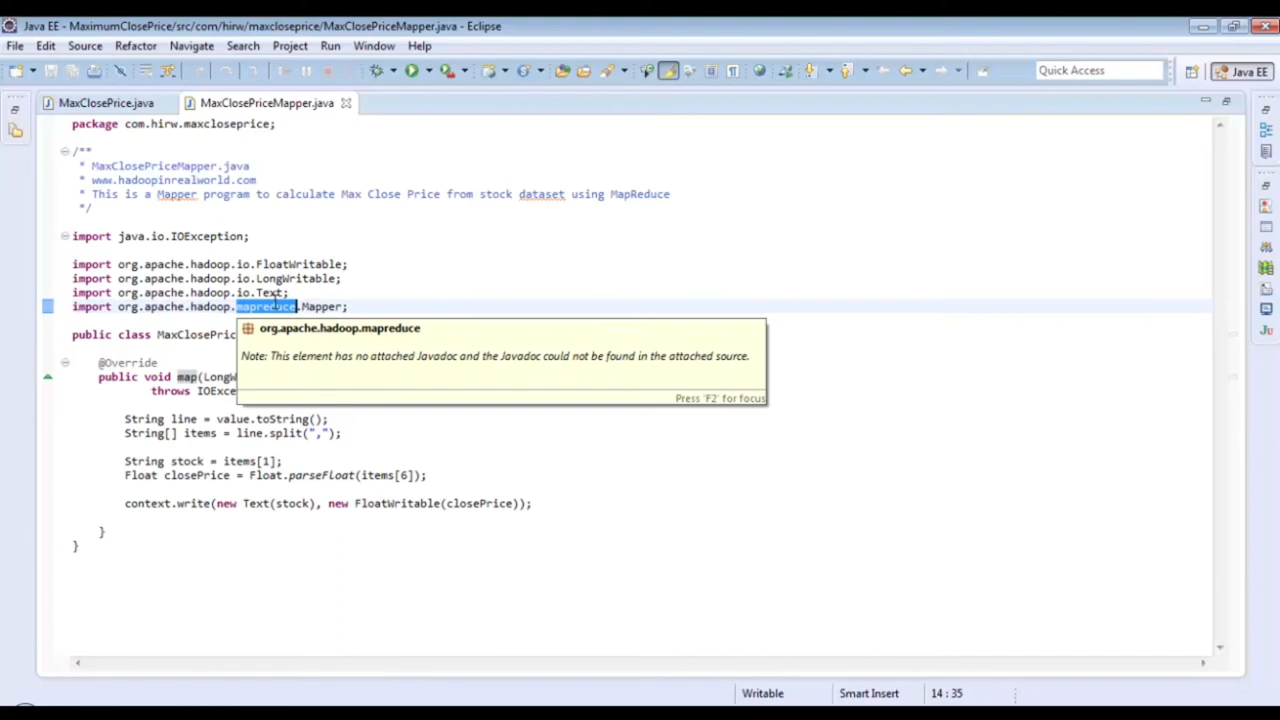 Java EE - MaximumClosePrice/src/com/hirw/maxcloseprice/MaxClosePriceMapper.java - Eclipse
File Edit Source Refactor Navigate Search Project Run Window Help
Quick Access
Java EE
MaxClosePrice.java MaxClosePriceMapper.java
package com.hirw.maxcloseprice;
/**
* MaxClosePriceMapper.java
* www.hadoopinrealworld.com
* This is a Mapper program to calculate Max Close Price from stock dataset using MapReduce
*/
import java.io.IOException;
import org.apache.hadoop.io.FloatWritable;
import org.apache.hadoop.io.LongWritable;
import org.apache.hadoop.io.Text;
import org.apache.hadoop.mapreduce.Mapper;
org.apache.hadoop.mapreduce
public class MaxClosePric
Note: This element has no attached Javadoc and the Javadoc could not be found in the attached source.
@Override
public void map(LongW
throws IOExce
Press 'F2' for focus
String line = value.toString();
String[] items = line.split(",");
String stock = items[1];
Float closePrice = Float.parseFloat(items[6]);
context.write(new Text(stock), new FloatWritable(closePrice));
}
}
Ju
Writable Smart Insert 14 : 35